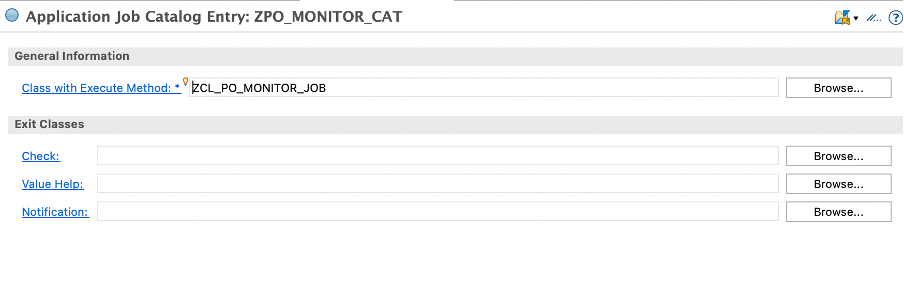 Application Job Catalog Entry: ZPO_MONITOR_CAT
General Information
Class with Execute Method: * ZCL_PO_MONITOR_JOB Browse...
Exit Classes
Check: Browse...
Value Help: Browse...
Notification: Browse...